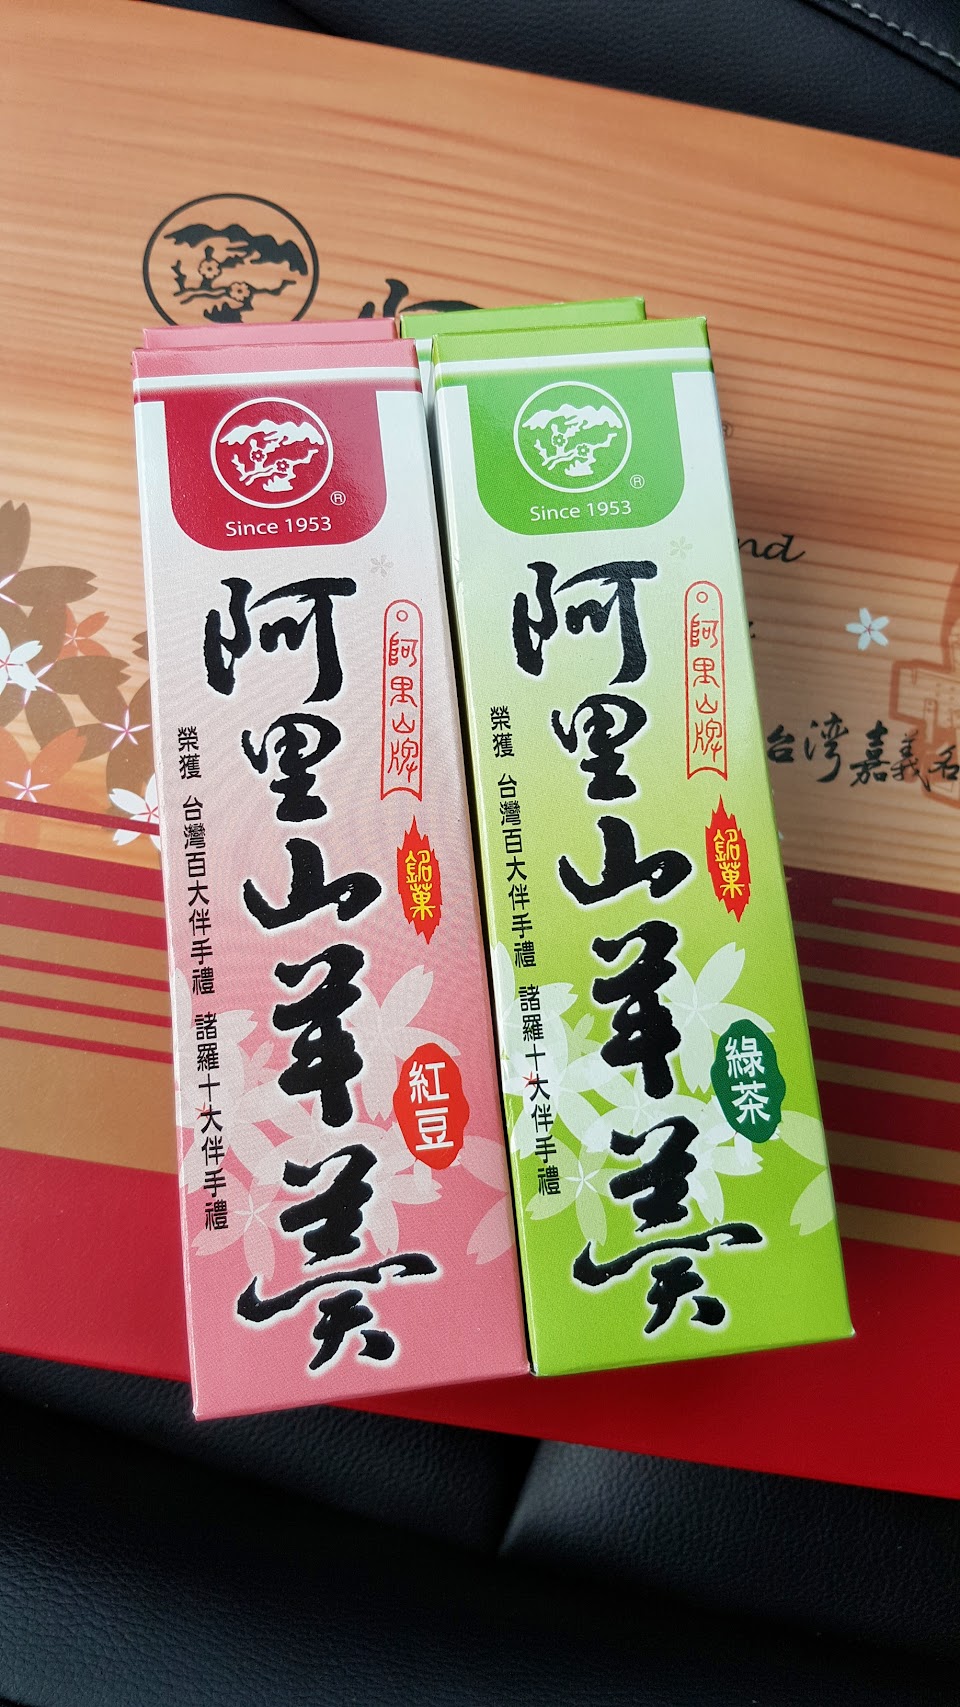 Since 1953
阿里山羊羹
阿里山牌
銘菓
紅豆
榮獲 台灣百大伴手禮 諸羅十大伴手禮
Since 1953
阿里山羊羹
阿里山牌
銘菓
綠茶
榮獲 台灣百大伴手禮 諸羅十大伴手禮
台湾嘉義名